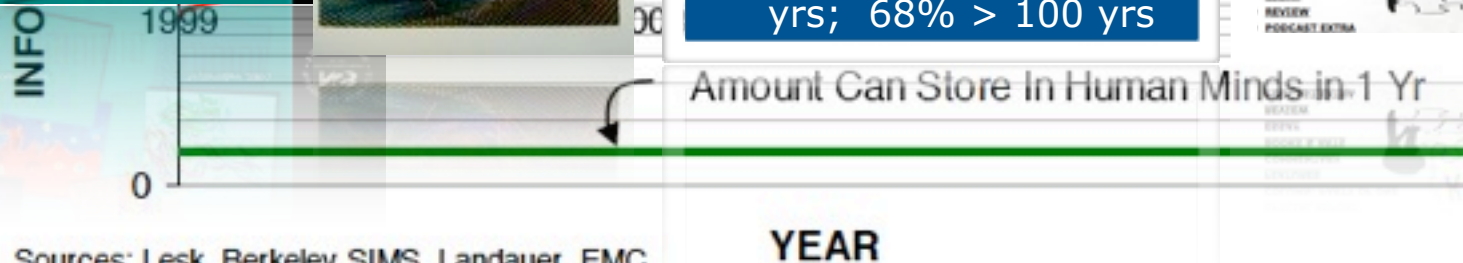 INFO
1999
00
yrs; 68% > 100 yrs
REVIEW
PODCAST EXTRA
Amount Can Store In Human Minds in 1 Yr
0
YEAR
Sources: Lesk, Berkeley SIMS, Landauer, EMC